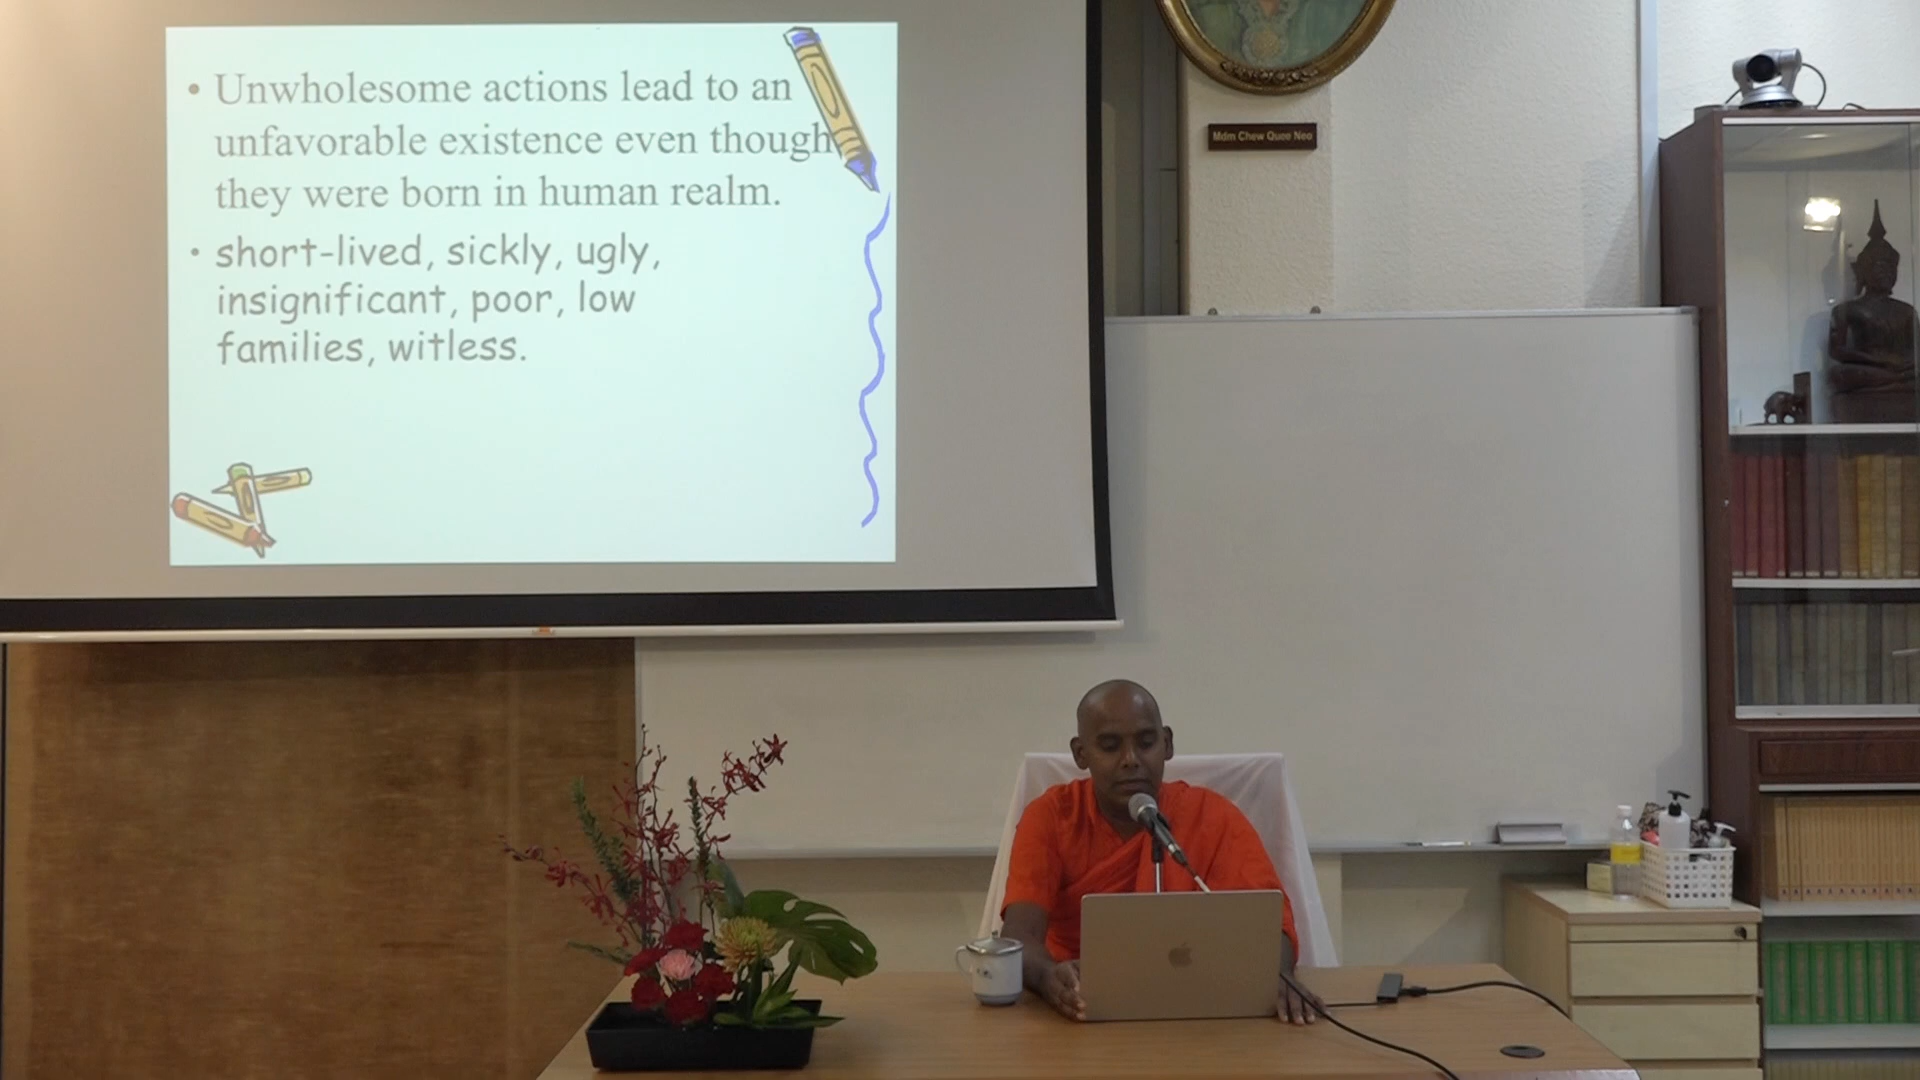 • Unwholesome actions lead to an
unfavorable existence even though
they were born in human realm.
• short-lived, sickly, ugly,
insignificant, poor, low
families, witless.
Mdm Chew Quee Neo